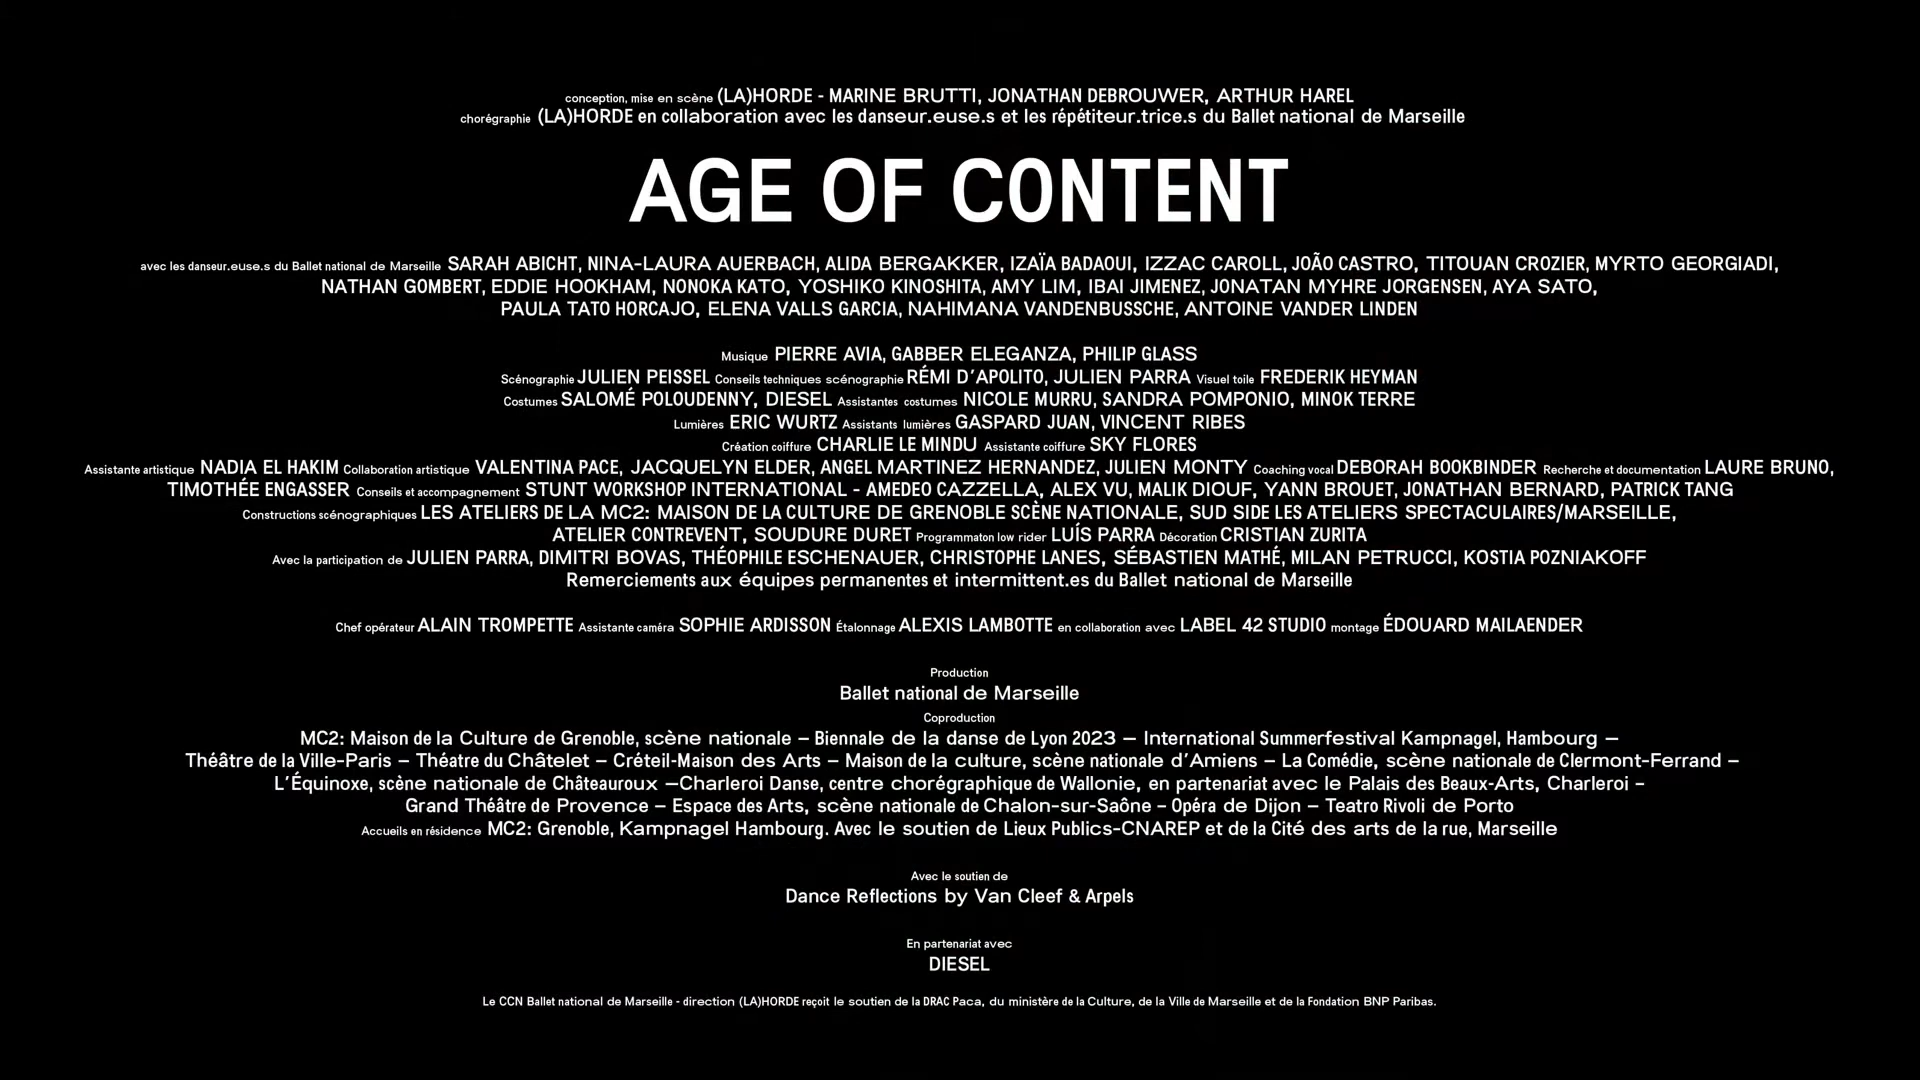 conception, mise en scène (LA)HORDE - MARINE BRUTTI, JONATHAN DEBROUWER, ARTHUR HAREL
chorégraphie (LA)HORDE en collaboration avec les danseur.euse.s et les répétiteur.trice.s du Ballet national de Marseille
AGE OF CONTENT
avec les danseur.euse.s du Ballet national de Marseille SARAH ABICHT, NINA-LAURA AUERBACH, ALIDA BERGAKKER, IZAÏA BADAOUI, IZZAC CAROLL, JOÃO CASTRO, TITOUAN CROZIER, MYRTO GEORGIADI,
NATHAN GOMBERT, EDDIE HOOKHAM, NONOKA KATO, YOSHIKO KINOSHITA, AMY LIM, IBAI JIMENEZ, JONATAN MYHRE JORGENSEN, AYA SATO,
PAULA TATO HORCAJO, ELENA VALLS GARCIA, NAHIMANA VANDENBUSSCHE, ANTOINE VANDER LINDEN
Musique PIERRE AVIA, GABBER ELEGANZA, PHILIP GLASS
Scénographie JULIEN PEISSEL Conseils techniques scénographie RÉMI D'APOLITO, JULIEN PARRA Visuel toile FREDERIK HEYMAN
Costumes SALOMÉ POLOUDENNY, DIESEL Assistantes costumes NICOLE MURRU, SANDRA POMPONIO, MINOK TERRE
Lumières ERIC WURTZ Assistants lumières GASPARD JUAN, VINCENT RIBES
Création coiffure CHARLIE LE MINDU Assistante coiffure SKY FLORES
Assistante artistique NADIA EL HAKIM Collaboration artistique VALENTINA PACE, JACQUELYN ELDER, ANGEL MARTINEZ HERNANDEZ, JULIEN MONTY Coaching vocal DEBORAH BOOKBINDER Recherche et documentation LAURE BRUNO,
TIMOTHÉE ENGASSER Conseils et accompagnement STUNT WORKSHOP INTERNATIONAL - AMEDEO CAZZELLA, ALEX VU, MALIK DIOUF, YANN BROUET, JONATHAN BERNARD, PATRICK TANG
Constructions scénographiques LES ATELIERS DE LA MC2: MAISON DE LA CULTURE DE GRENOBLE SCÈNE NATIONALE, SUD SIDE LES ATELIERS SPECTACULAIRES/MARSEILLE,
ATELIER CONTREVENT, SOUDURE DURET Programmaton low rider LUÍS PARRA Décoration CRISTIAN ZURITA
Avec la participation de JULIEN PARRA, DIMITRI BOVAS, THÉOPHILE ESCHENAUER, CHRISTOPHE LANES, SÉBASTIEN MATHÉ, MILAN PETRUCCI, KOSTIA POZNIAKOFF
Remerciements aux équipes permanentes et intermittent.es du Ballet national de Marseille
Chef opérateur ALAIN TROMPETTE Assistante caméra SOPHIE ARDISSON Étalonnage ALEXIS LAMBOTTE en collaboration avec LABEL 42 STUDIO montage ÉDOUARD MAILAENDER
Production
Ballet national de Marseille
Coproduction
MC2: Maison de la Culture de Grenoble, scène nationale – Biennale de la danse de Lyon 2023 – International Summerfestival Kampnagel, Hambourg –
Théâtre de la Ville-Paris – Théatre du Châtelet – Créteil-Maison des Arts – Maison de la culture, scène nationale d'Amiens – La Comédie, scène nationale de Clermont-Ferrand –
L'Équinoxe, scène nationale de Châteauroux –Charleroi Danse, centre chorégraphique de Wallonie, en partenariat avec le Palais des Beaux-Arts, Charleroi –
Grand Théâtre de Provence – Espace des Arts, scène nationale de Chalon-sur-Saône – Opéra de Dijon – Teatro Rivoli de Porto
Accueils en résidence MC2: Grenoble, Kampnagel Hambourg. Avec le soutien de Lieux Publics-CNAREP et de la Cité des arts de la rue, Marseille
Avec le soutien de
Dance Reflections by Van Cleef & Arpels
En partenariat avec
DIESEL
Le CCN Ballet national de Marseille - direction (LA)HORDE reçoit le soutien de la DRAC Paca, du ministère de la Culture, de la Ville de Marseille et de la Fondation BNP Paribas.